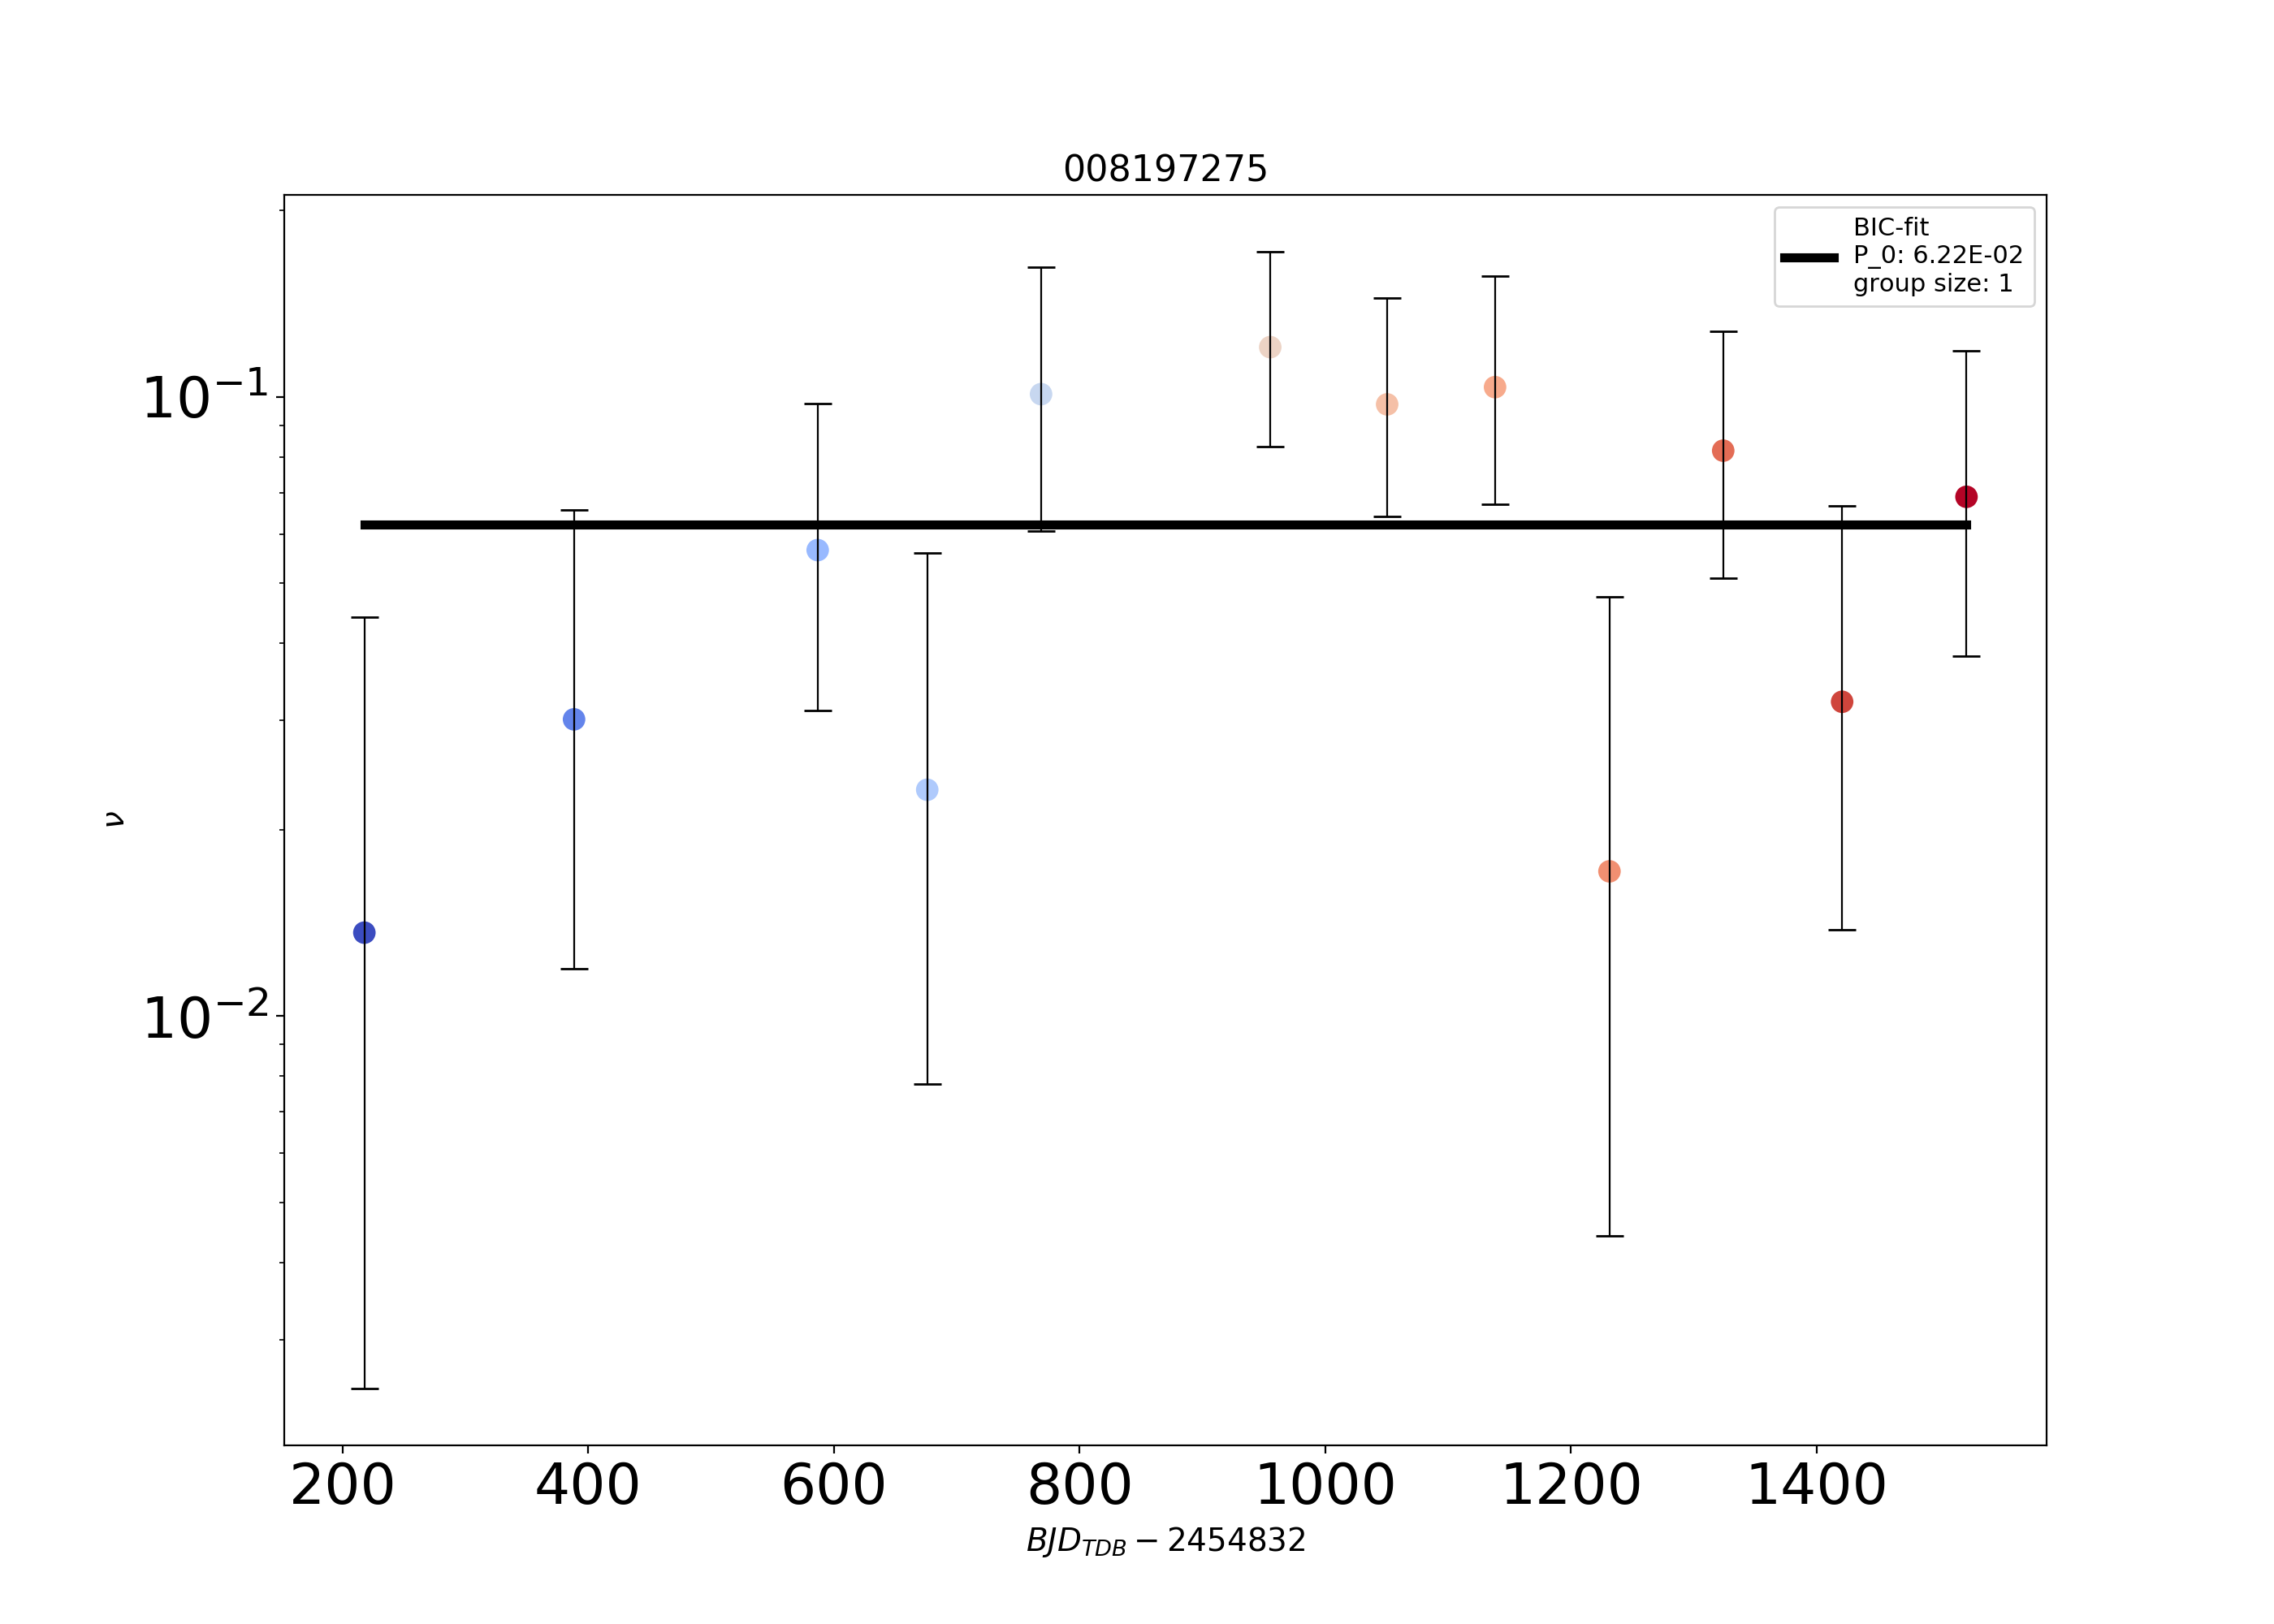 008197275
BIC-fit
P_0: 6.22E-02
group size: 1
10⁻¹
10⁻²
ν
200 400 600 800 1000 1200 1400
BJD_TDB − 2454832